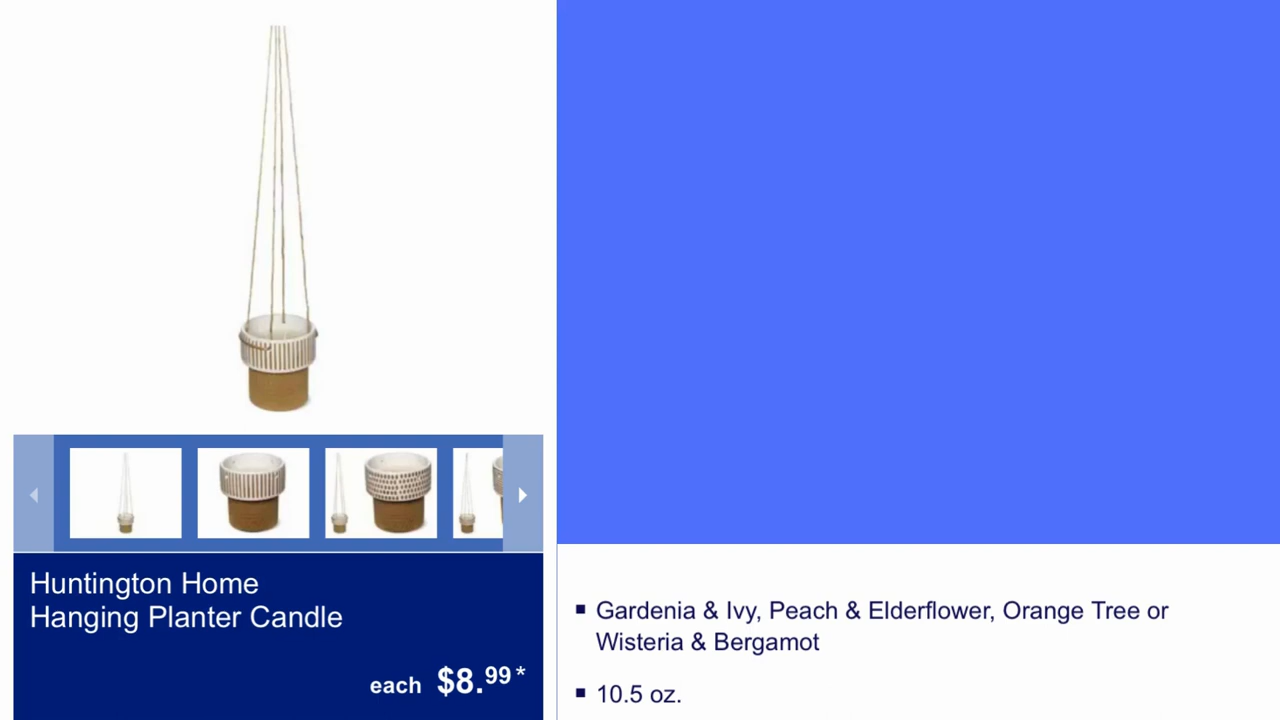 Huntington Home
Hanging Planter Candle
each $8.99*
▪ Gardenia & Ivy, Peach & Elderflower, Orange Tree or
Wisteria & Bergamot
▪ 10.5 oz.